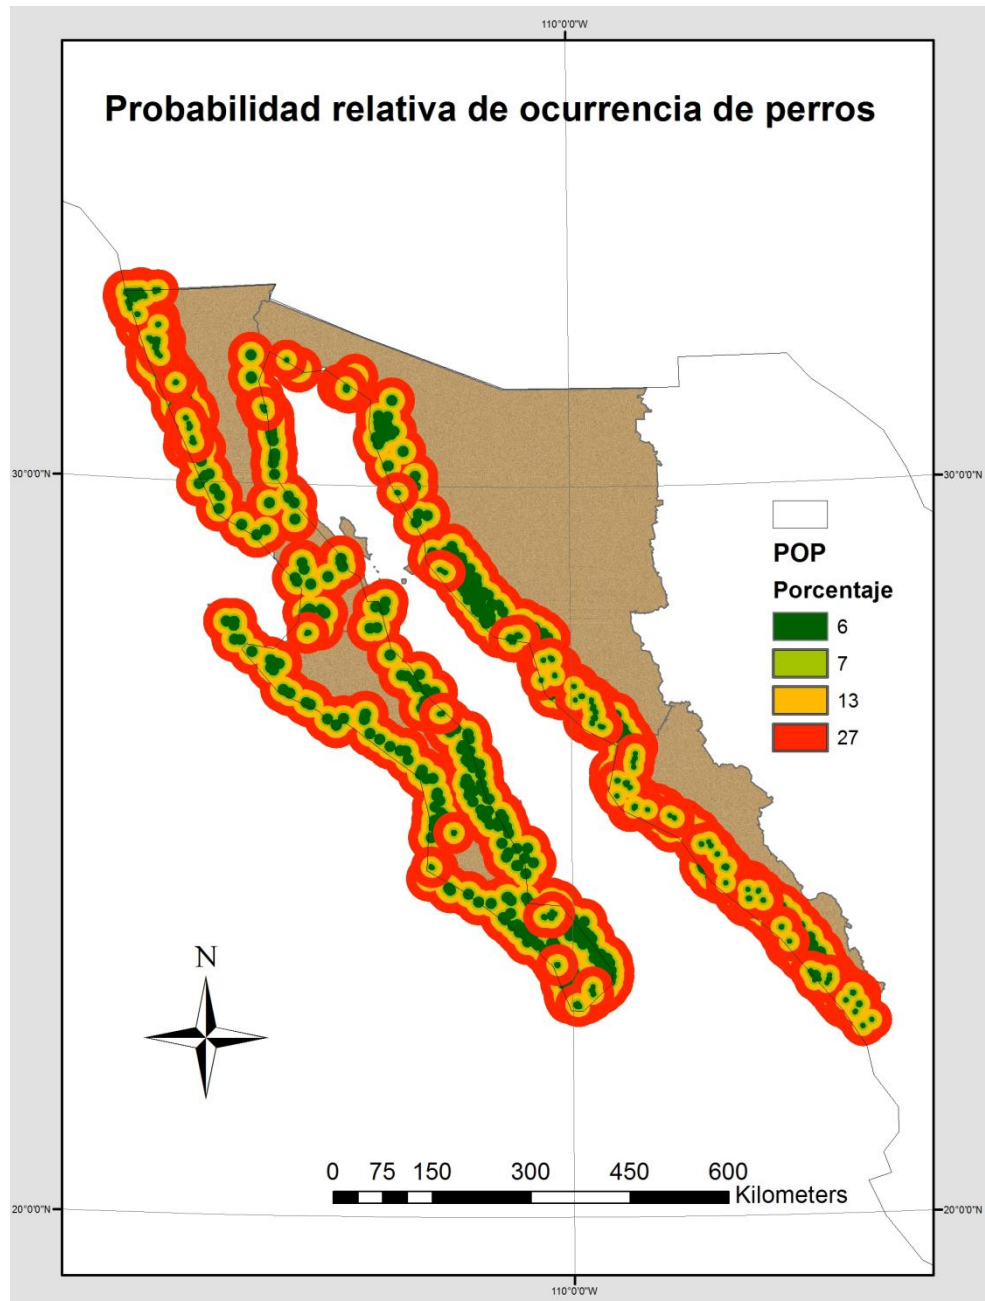 110°0'0"W
Probabilidad relativa de ocurrencia de perros
30°0'0"N
30°0'0"N
POP
Porcentaje
6
7
13
27
N
0 75 150 300 450 600
Kilometers
20°0'0"N
20°0'0"N
110°0'0"W